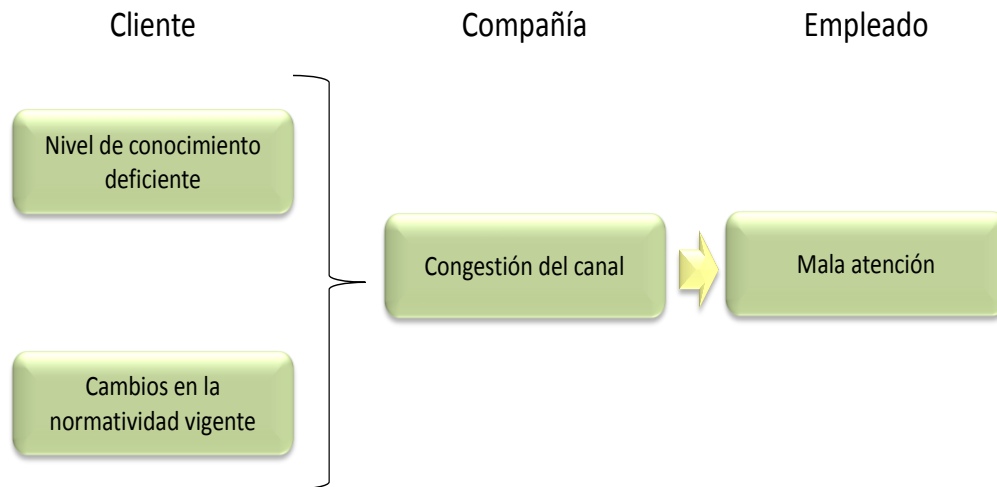 Cliente
Compañía
Empleado
Nivel de conocimiento
deficiente
Congestión del canal
Mala atención
Cambios en la
normatividad vigente